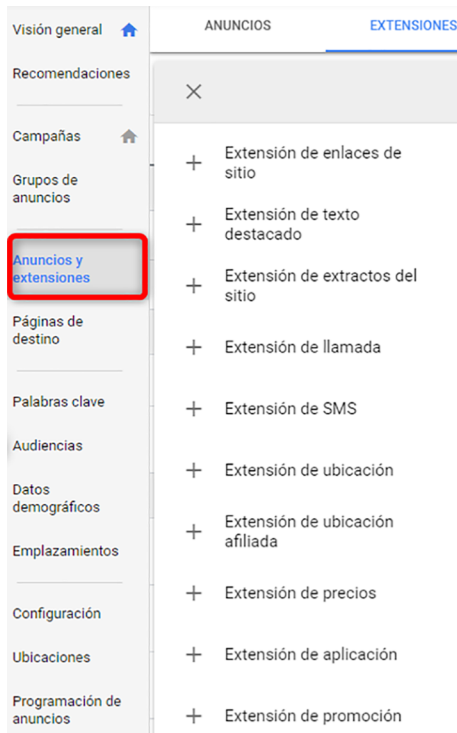 Visión general
Recomendaciones
Campañas
Grupos de
anuncios
Anuncios y
extensiones
Páginas de
destino
Palabras clave
Audiencias
Datos
demográficos
Emplazamientos
Configuración
Ubicaciones
Programación de
anuncios
ANUNCIOS
EXTENSIONES
Extensión de enlaces de
sitio
Extensión de texto
destacado
Extensión de extractos del
sitio
Extensión de llamada
Extensión de SMS
Extensión de ubicación
Extensión de ubicación
afiliada
Extensión de precios
Extensión de aplicación
Extensión de promoción